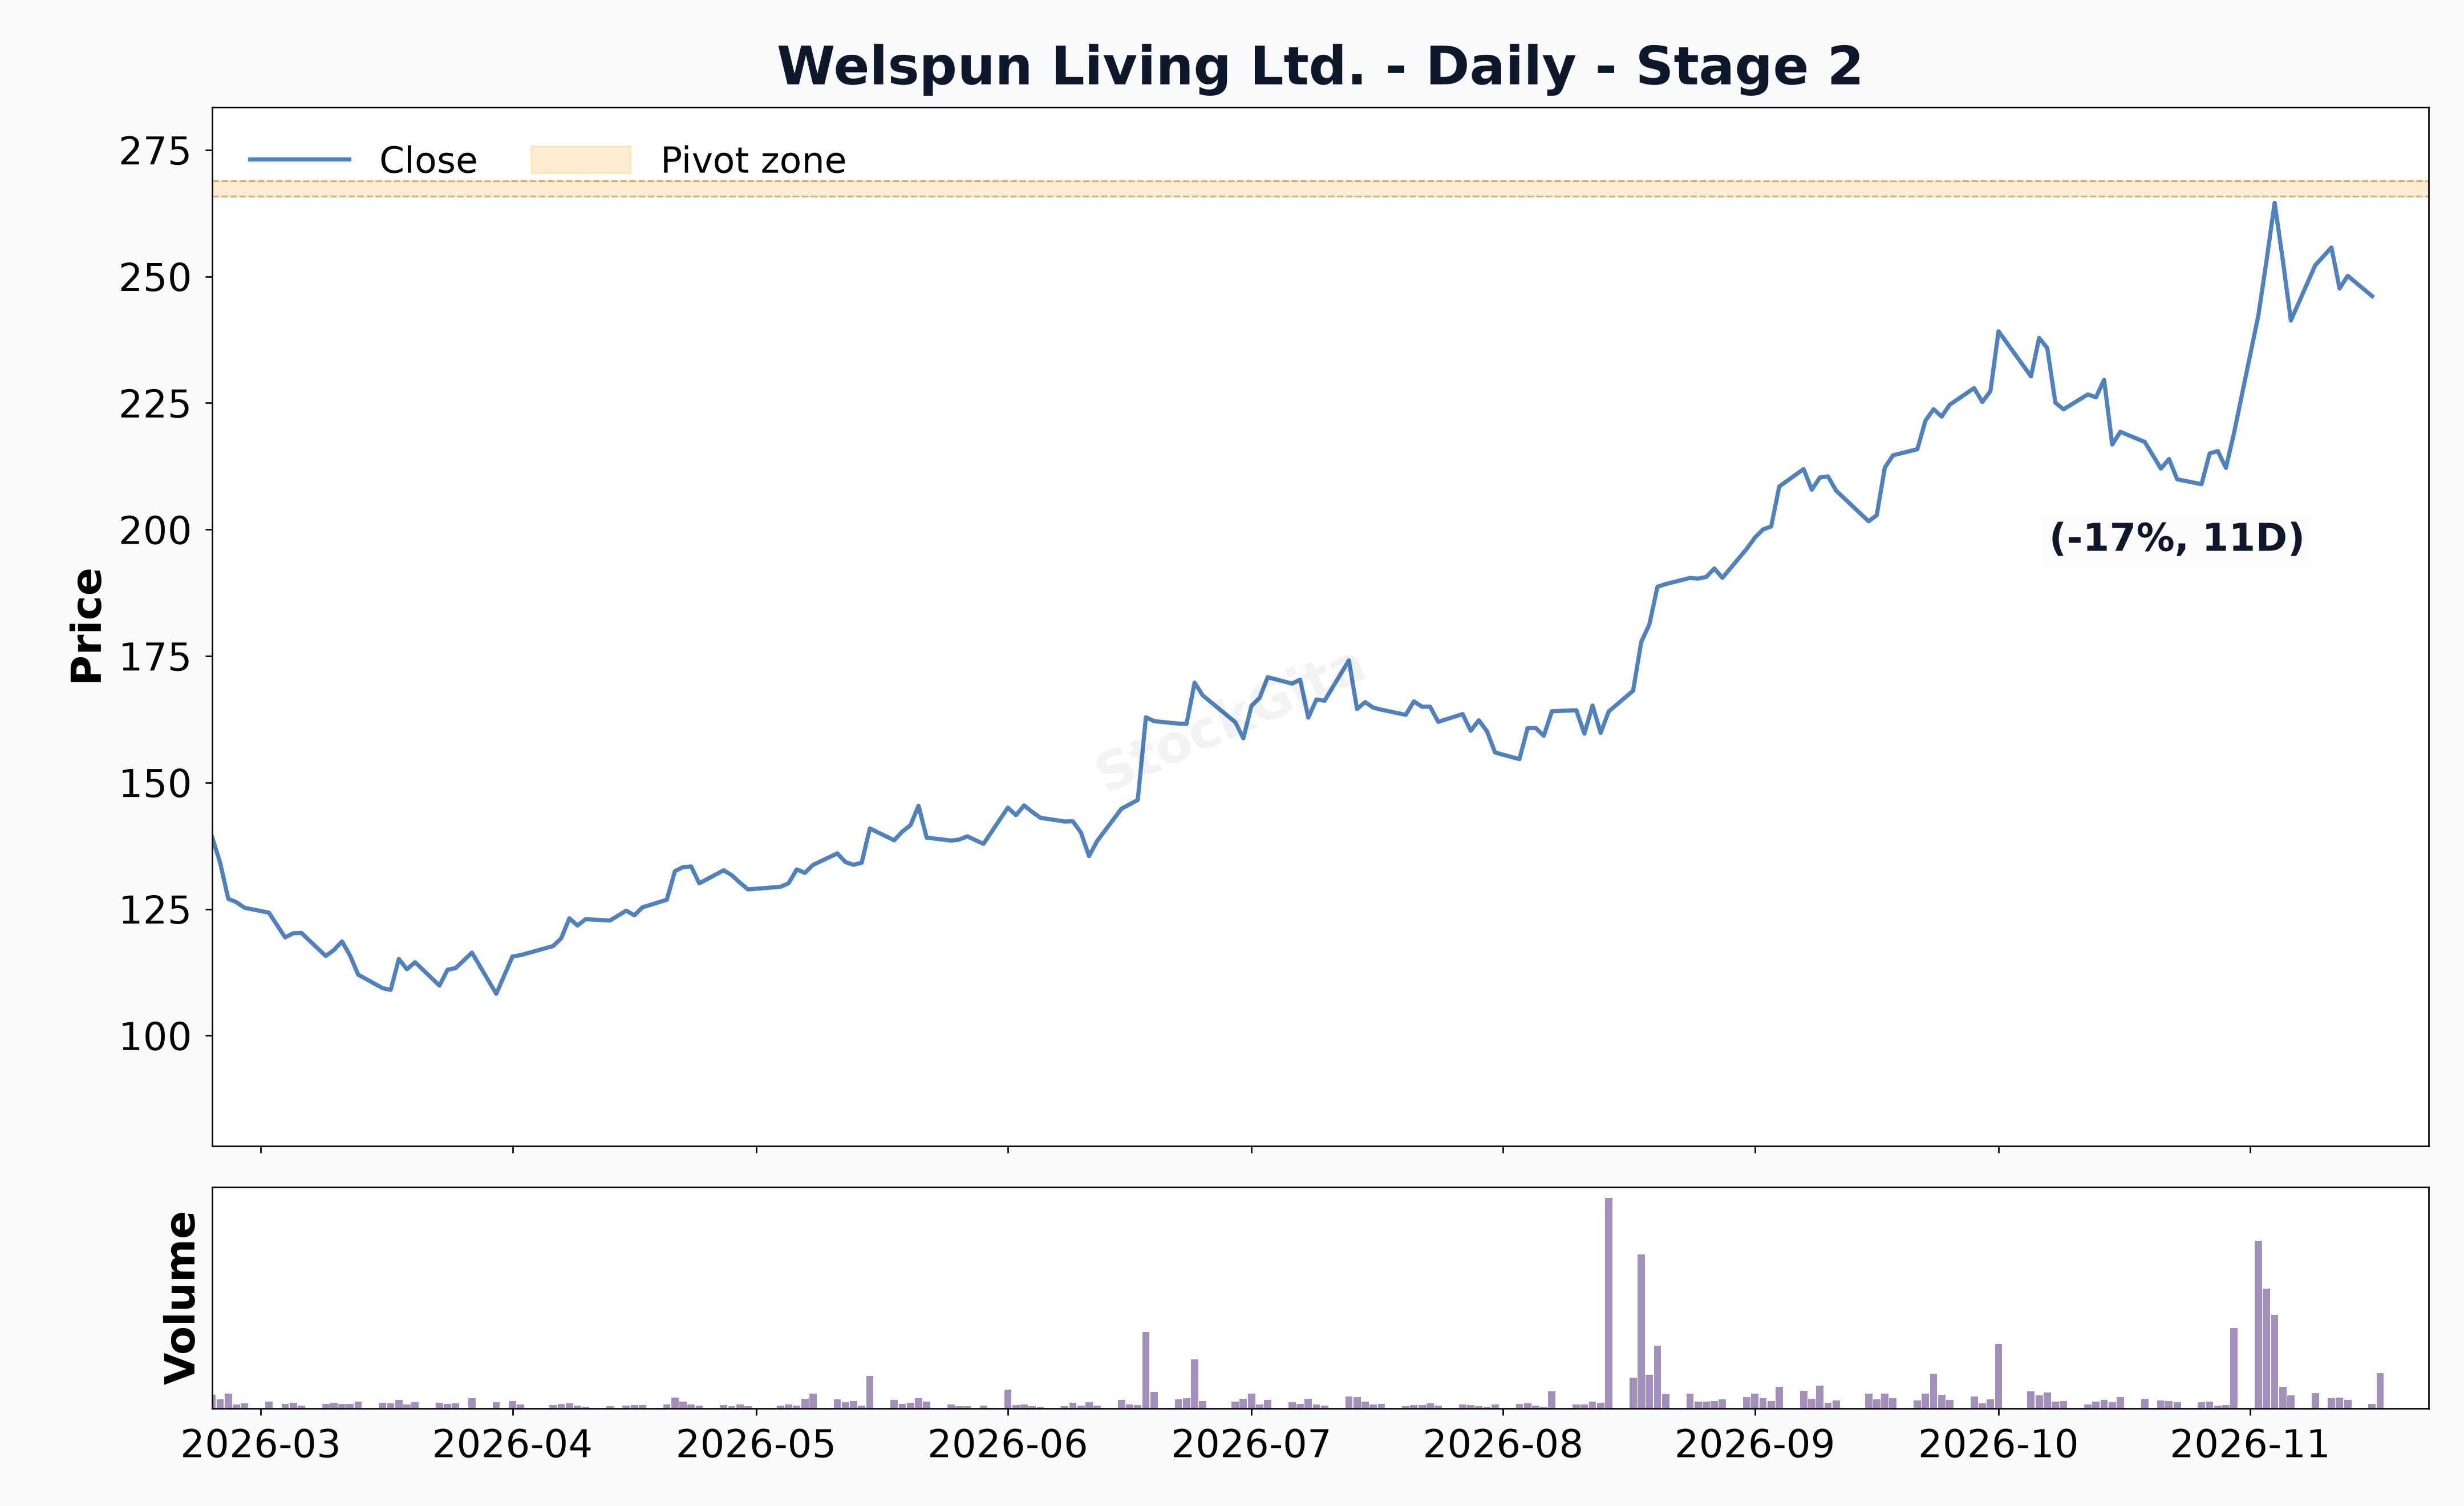 Welspun Living Ltd. - Daily - Stage 2
Close
Pivot zone
275
250
225
200
175
150
125
100
Price
(-17%, 11D)
StockGita
Volume
2026-03
2026-04
2026-05
2026-06
2026-07
2026-08
2026-09
2026-10
2026-11